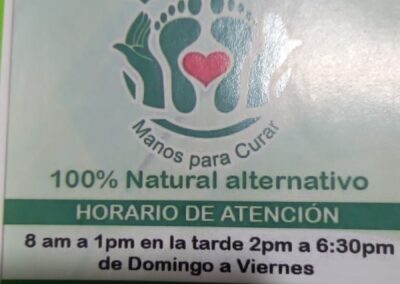 Manos para Curar
100% Natural alternativo
HORARIO DE ATENCIÓN
8 am a 1pm en la tarde 2pm a 6:30pm
de Domingo a Viernes